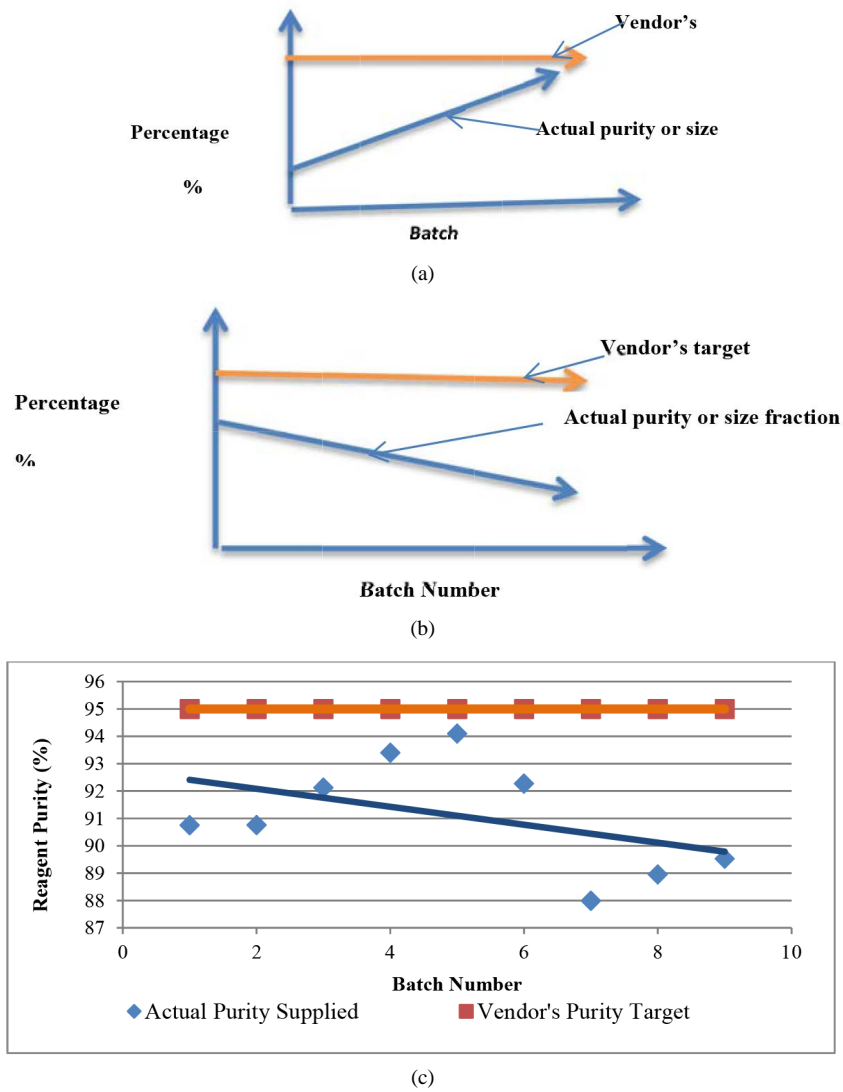 Vendor's
Percentage
%
Actual purity or size
Batch
(a)
Vendor's target
Percentage
%
Actual purity or size fraction
Batch Number
(b)
96
95
94
93
92
91
90
89
88
87
Reagent Purity (%)
0 2 4 6 8 10
Batch Number
Actual Purity Supplied Vendor's Purity Target
(c)